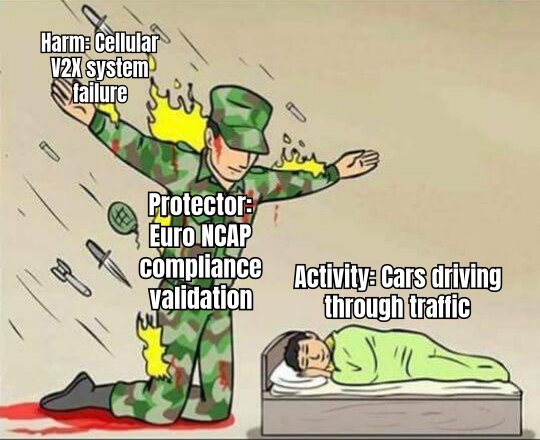 Harm: Cellular
V2X system
failure
Protector:
Euro NCAP
compliance
validation
Activity: Cars driving
through traffic